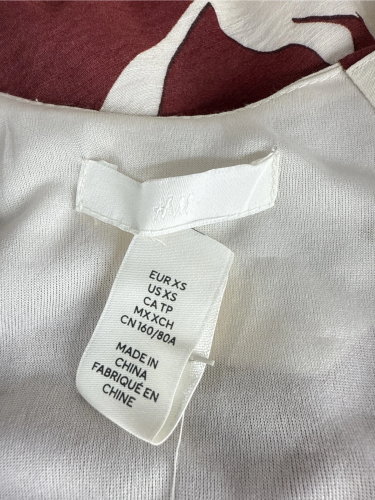 EUR XS
US XS
CA TP
MX XCH
CN 160/80A
MADE IN
CHINA
FABRIQUÉ EN
CHINE